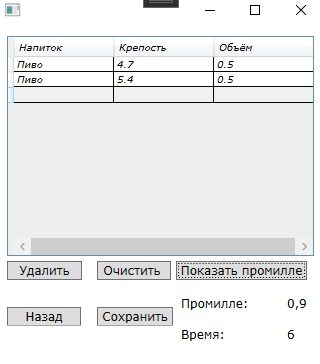 Напиток Крепость Объём
Пиво 4.7 0.5
Пиво 5.4 0.5
Удалить Очистить Показать промилле
Назад Сохранить Промилле: 0,9
Время: 6